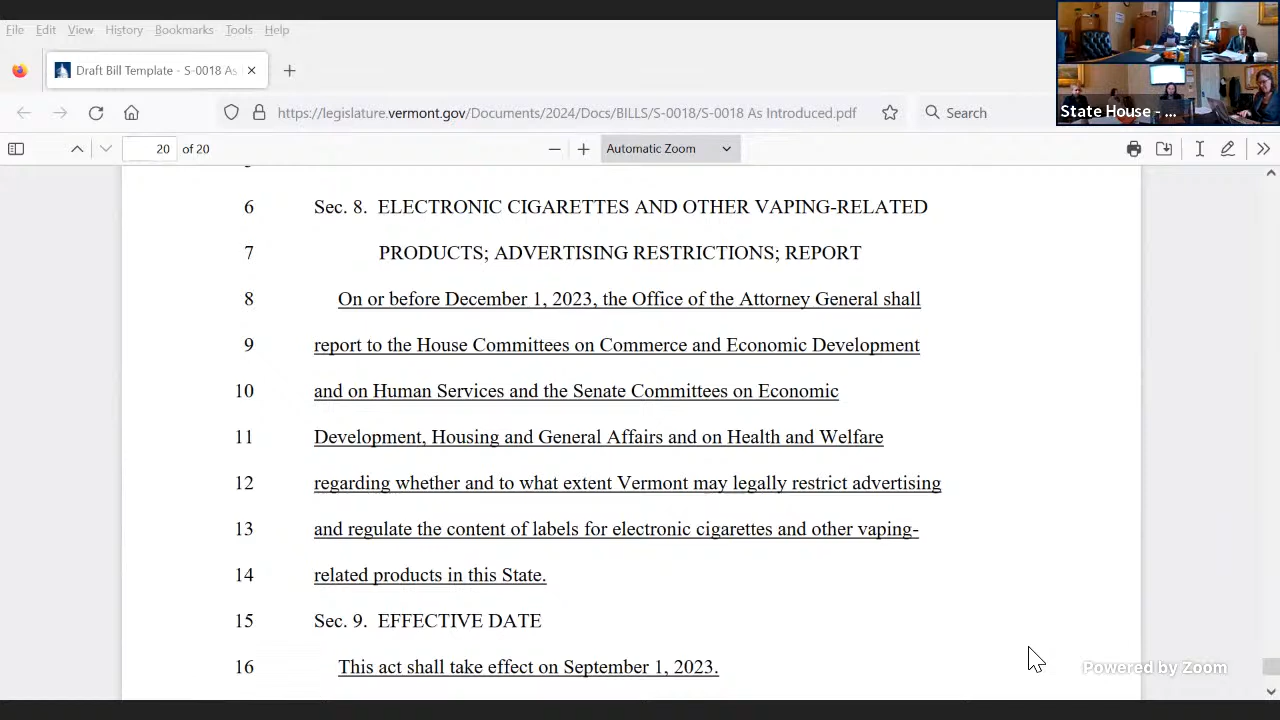 File Edit View History Bookmarks Tools Help
Draft Bill Template - S-0018 As
https://legislature.vermont.gov/Documents/2024/Docs/BILLS/S-0018/S-0018 As Introduced.pdf
Search
State House - ...
20 of 20
Automatic Zoom
6 Sec. 8. ELECTRONIC CIGARETTES AND OTHER VAPING-RELATED
7 PRODUCTS; ADVERTISING RESTRICTIONS; REPORT
8 On or before December 1, 2023, the Office of the Attorney General shall
9 report to the House Committees on Commerce and Economic Development
10 and on Human Services and the Senate Committees on Economic
11 Development, Housing and General Affairs and on Health and Welfare
12 regarding whether and to what extent Vermont may legally restrict advertising
13 and regulate the content of labels for electronic cigarettes and other vaping-
14 related products in this State.
15 Sec. 9. EFFECTIVE DATE
16 This act shall take effect on September 1, 2023.
Powered by Zoom